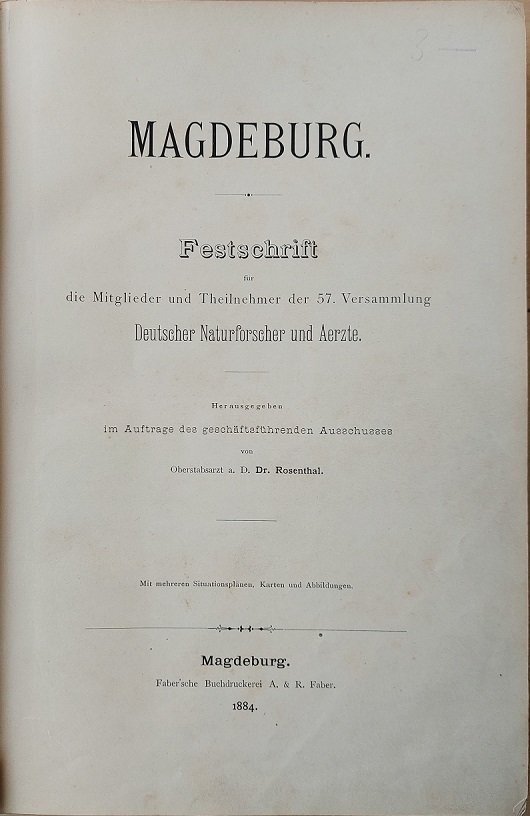 3
MAGDEBURG.
Festschrift
für
die Mitglieder und Theilnehmer der 57. Versammlung
Deutscher Naturforscher und Aerzte.
Herausgegeben
im Auftrage des geschäftsführenden Ausschusses
von
Oberstabsarzt a. D. Dr. Rosenthal.
Mit mehreren Situationsplänen, Karten und Abbildungen.
Magdeburg.
Faber'sche Buchdruckerei A. & R. Faber.
1884.